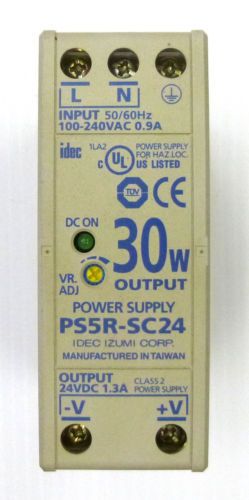 L N
INPUT 50/60Hz
100-240VAC 0.9A
idec
1LA2
C UL US LISTED
POWER SUPPLY
FOR HAZ.LOC.
TÜV CE
DC ON
30W
OUTPUT
VR.
ADJ
POWER SUPPLY
PS5R-SC24
IDEC IZUMI CORP.
MANUFACTURED IN TAIWAN
OUTPUT
24VDC 1.3A
CLASS 2
POWER SUPPLY
-V +V